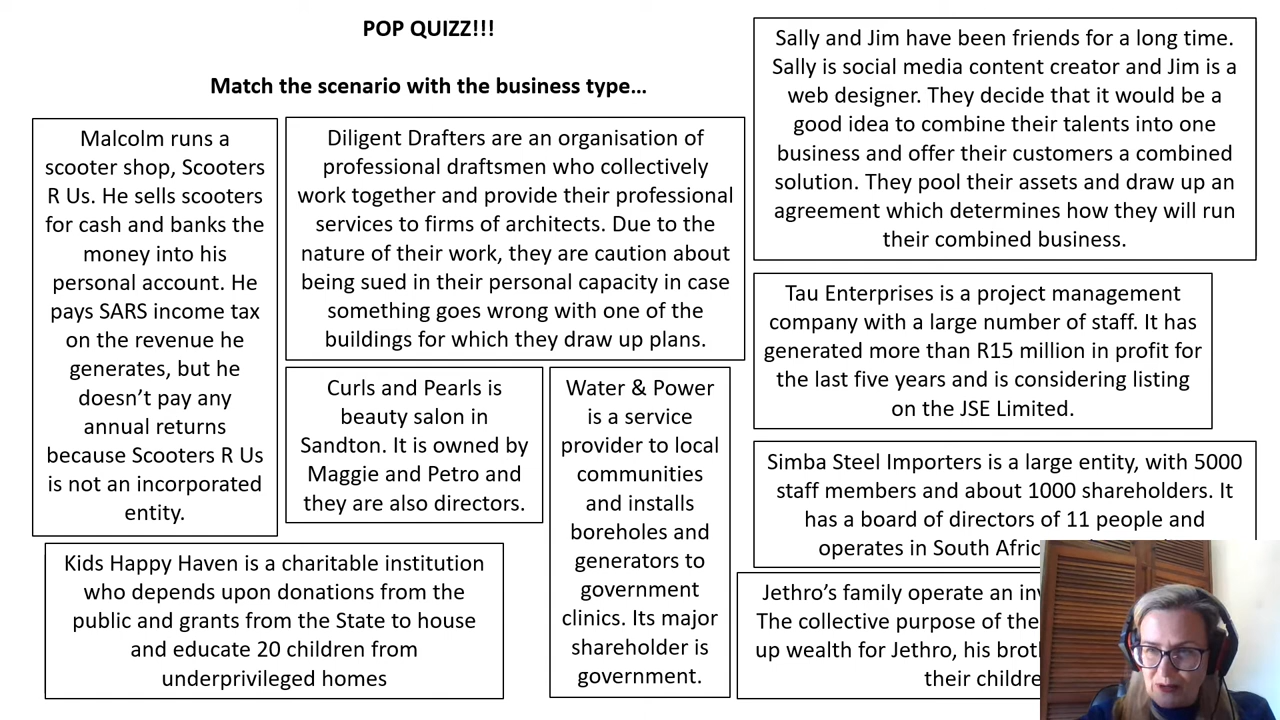 POP QUIZZ!!!
Match the scenario with the business type…
Malcolm runs a
scooter shop, Scooters
R Us. He sells scooters
for cash and banks the
money into his
personal account. He
pays SARS income tax
on the revenue he
generates, but he
doesn’t pay any
annual returns
because Scooters R Us
is not an incorporated
entity.
Diligent Drafters are an organisation of
professional draftsmen who collectively
work together and provide their professional
services to firms of architects. Due to the
nature of their work, they are caution about
being sued in their personal capacity in case
something goes wrong with one of the
buildings for which they draw up plans.
Sally and Jim have been friends for a long time.
Sally is social media content creator and Jim is a
web designer. They decide that it would be a
good idea to combine their talents into one
business and offer their customers a combined
solution. They pool their assets and draw up an
agreement which determines how they will run
their combined business.
Tau Enterprises is a project management
company with a large number of staff. It has
generated more than R15 million in profit for
the last five years and is considering listing
on the JSE Limited.
Curls and Pearls is
beauty salon in
Sandton. It is owned by
Maggie and Petro and
they are also directors.
Water & Power
is a service
provider to local
communities
and installs
boreholes and
generators to
government
clinics. Its major
shareholder is
government.
Simba Steel Importers is a large entity, with 5000
staff members and about 1000 shareholders. It
has a board of directors of 11 people and
operates in South
Kids Happy Haven is a charitable institution
who depends upon donations from the
public and grants from the State to house
and educate 20 children from
underprivileged homes
Jethro’s family operate an
The collective purpose of
up wealth for Jethro, his
their